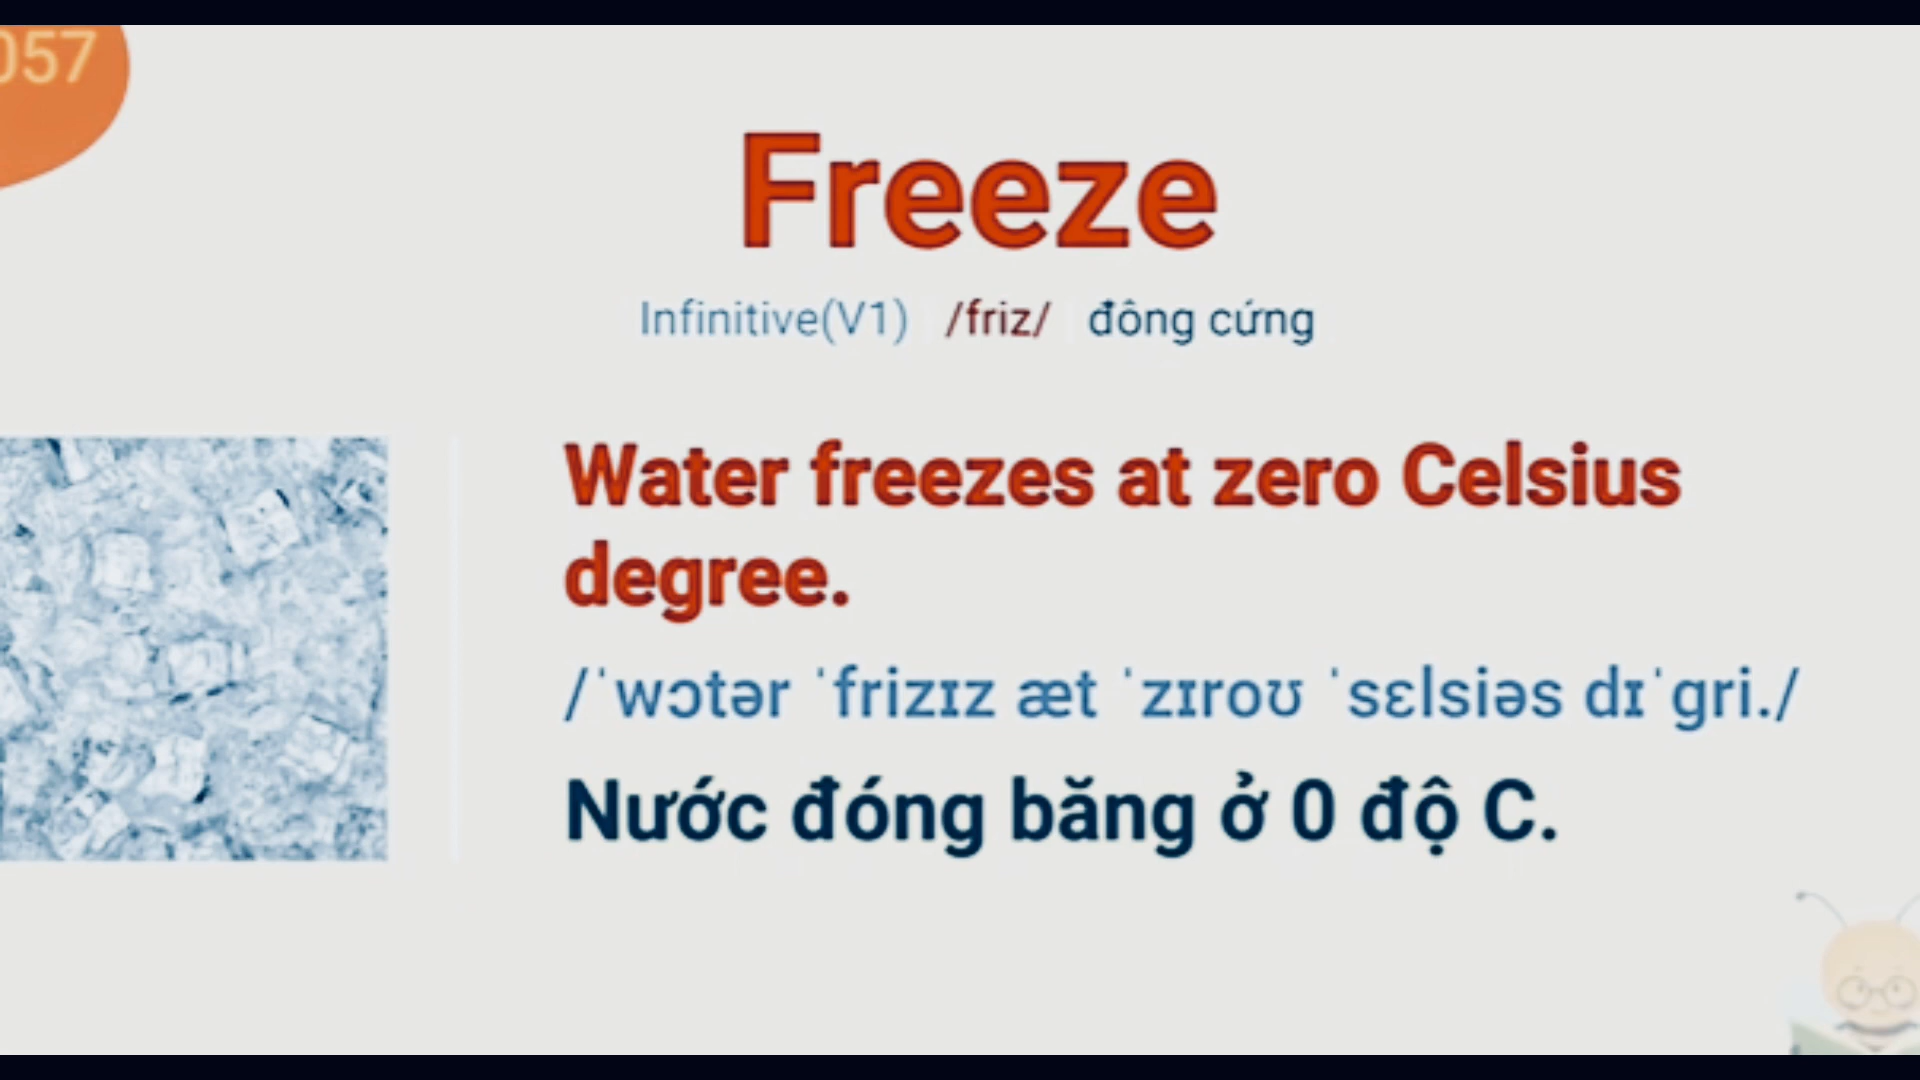 057
Freeze
Infinitive(V1) /friz/ đông cứng
Water freezes at zero Celsius
degree.
/ˈwɔtər ˈfrizɪz æt ˈzɪroʊ ˈsɛlsiəs dɪˈgri./
Nước đóng băng ở 0 độ C.